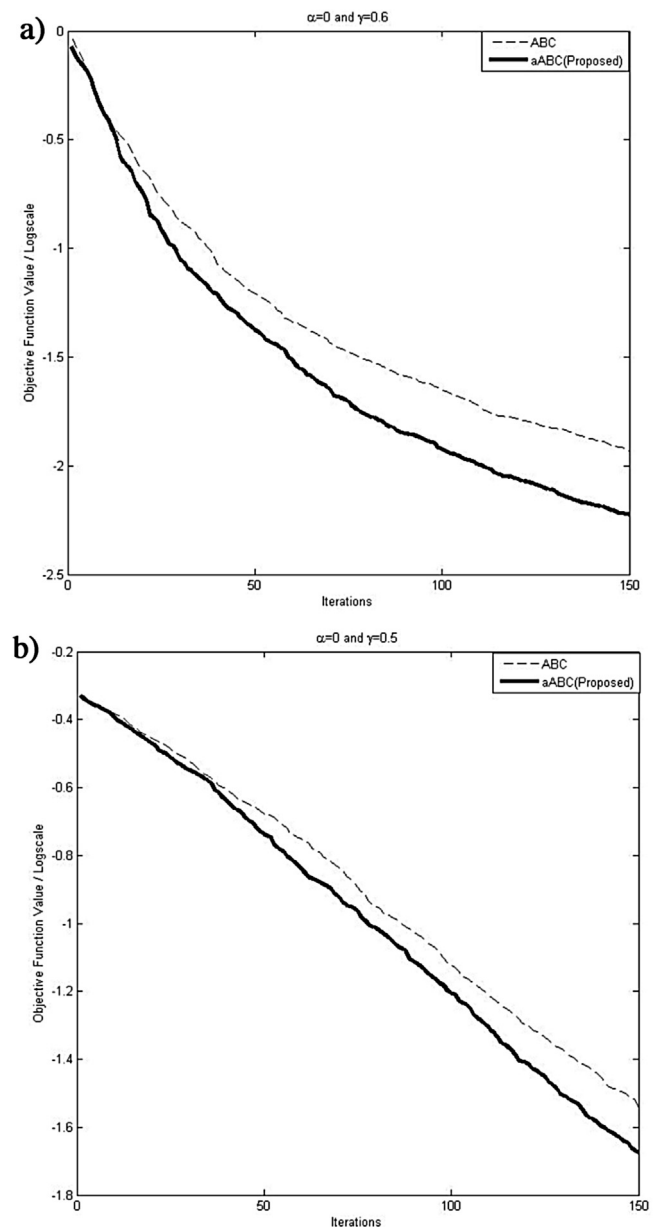 a)
α=0 and γ=0.6
ABC
aABC(Proposed)
Objective Function Value / Logscale
0
-0.5
-1
-1.5
-2
-2.5
0
50
100
150
Iterations
b)
α=0 and γ=0.5
ABC
aABC(Proposed)
Objective Function Value / Logscale
-0.2
-0.4
-0.6
-0.8
-1
-1.2
-1.4
-1.6
-1.8
0
50
100
150
Iterations